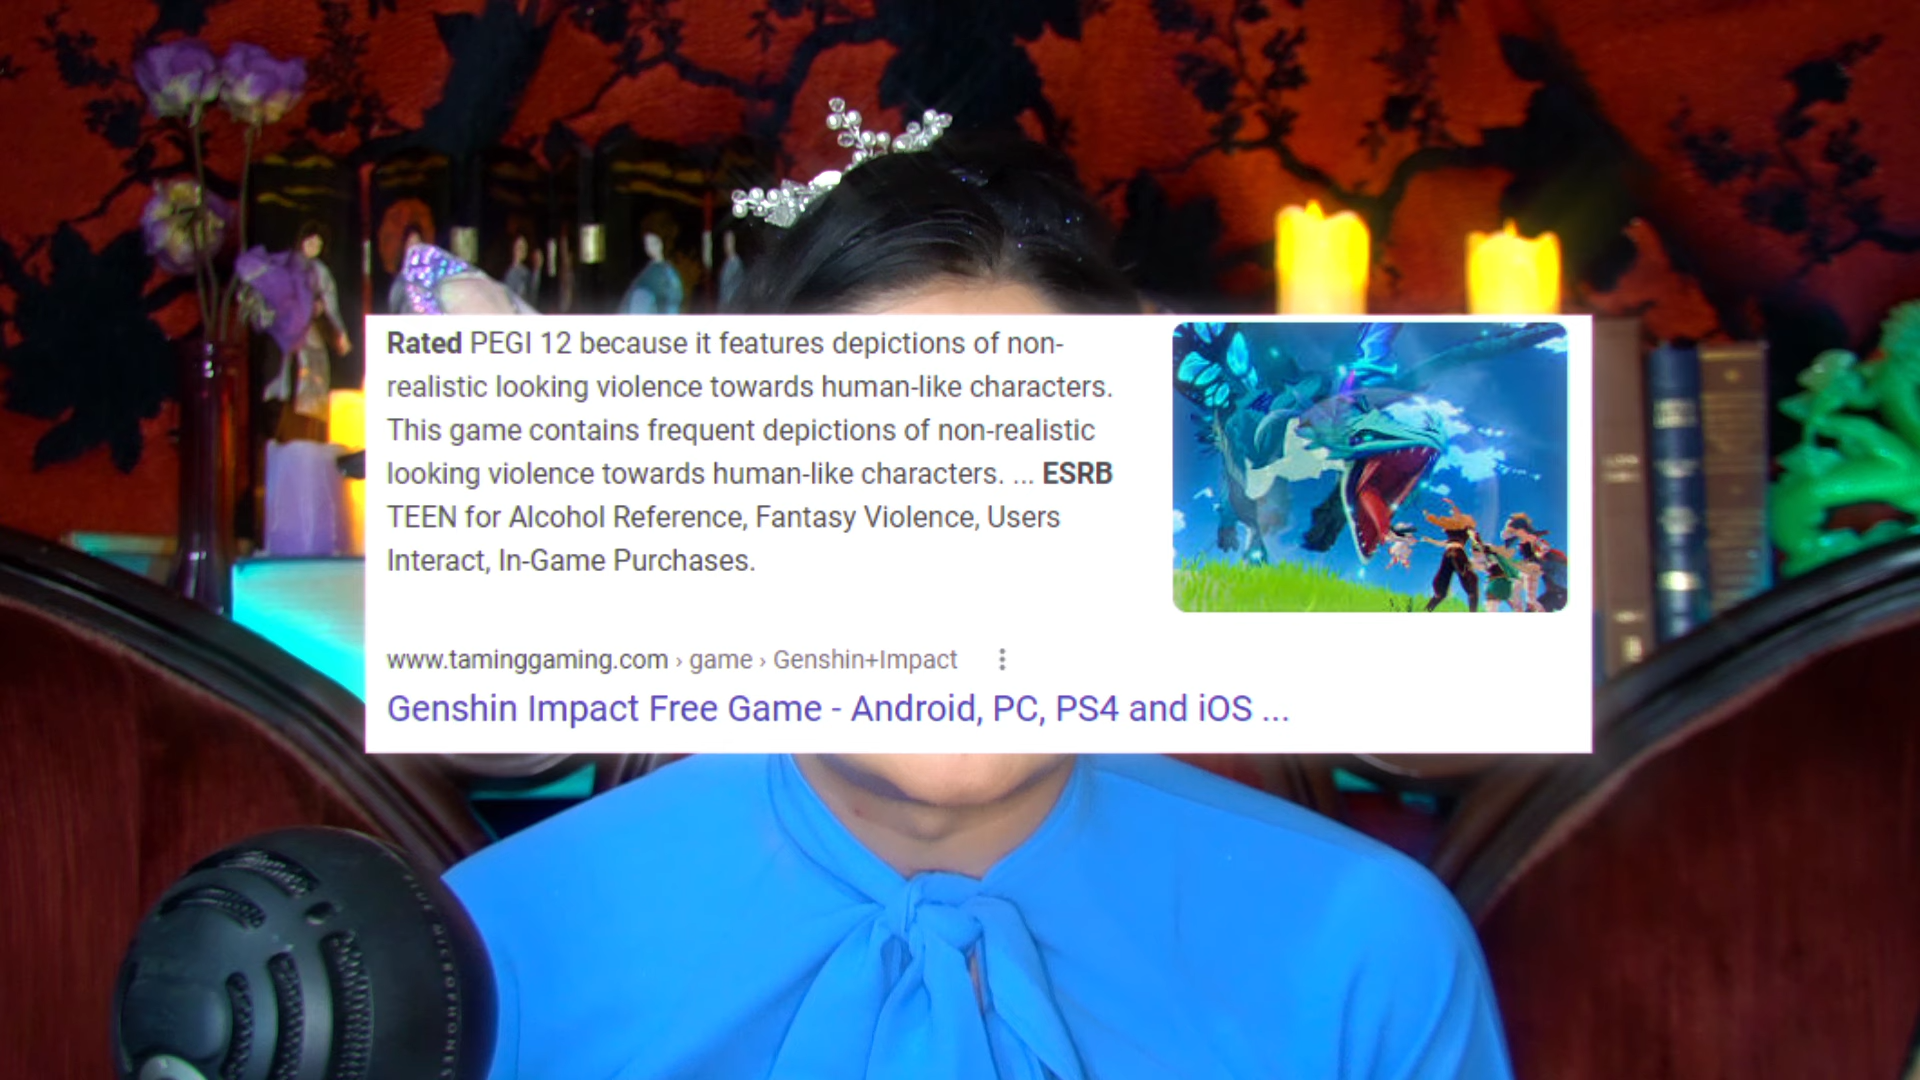 Rated PEGI 12 because it features depictions of non-
realistic looking violence towards human-like characters.
This game contains frequent depictions of non-realistic
looking violence towards human-like characters. ... ESRB
TEEN for Alcohol Reference, Fantasy Violence, Users
Interact, In-Game Purchases.
www.taminggaming.com › game › Genshin+Impact
Genshin Impact Free Game - Android, PC, PS4 and iOS ...
BLUE MICROPHONES